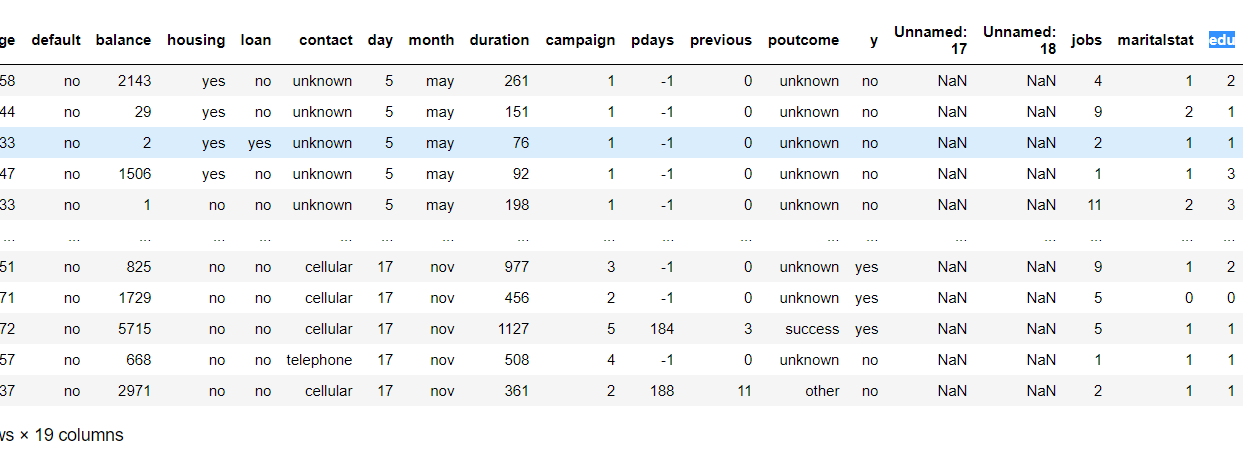 ge default balance housing loan contact day month duration campaign pdays previous poutcome y Unnamed: 17 Unnamed: 18 jobs maritalstat edu
58 no 2143 yes no unknown 5 may 261 1 -1 0 unknown no NaN NaN 4 1 2
44 no 29 yes no unknown 5 may 151 1 -1 0 unknown no NaN NaN 9 2 1
33 no 2 yes yes unknown 5 may 76 1 -1 0 unknown no NaN NaN 2 1 1
47 no 1506 yes no unknown 5 may 92 1 -1 0 unknown no NaN NaN 1 1 3
33 no 1 no no unknown 5 may 198 1 -1 0 unknown no NaN NaN 11 2 3
... ... ... ... ... ... ... ... ... ... ... ... ... ... ... ... ... ... ...
51 no 825 no no cellular 17 nov 977 3 -1 0 unknown yes NaN NaN 9 1 2
71 no 1729 no no cellular 17 nov 456 2 -1 0 unknown yes NaN NaN 5 0 0
72 no 5715 no no cellular 17 nov 1127 5 184 3 success yes NaN NaN 5 1 1
57 no 668 no no telephone 17 nov 508 4 -1 0 unknown no NaN NaN 1 1 1
37 no 2971 no no cellular 17 nov 361 2 188 11 other no NaN NaN 2 1 1
ws × 19 columns